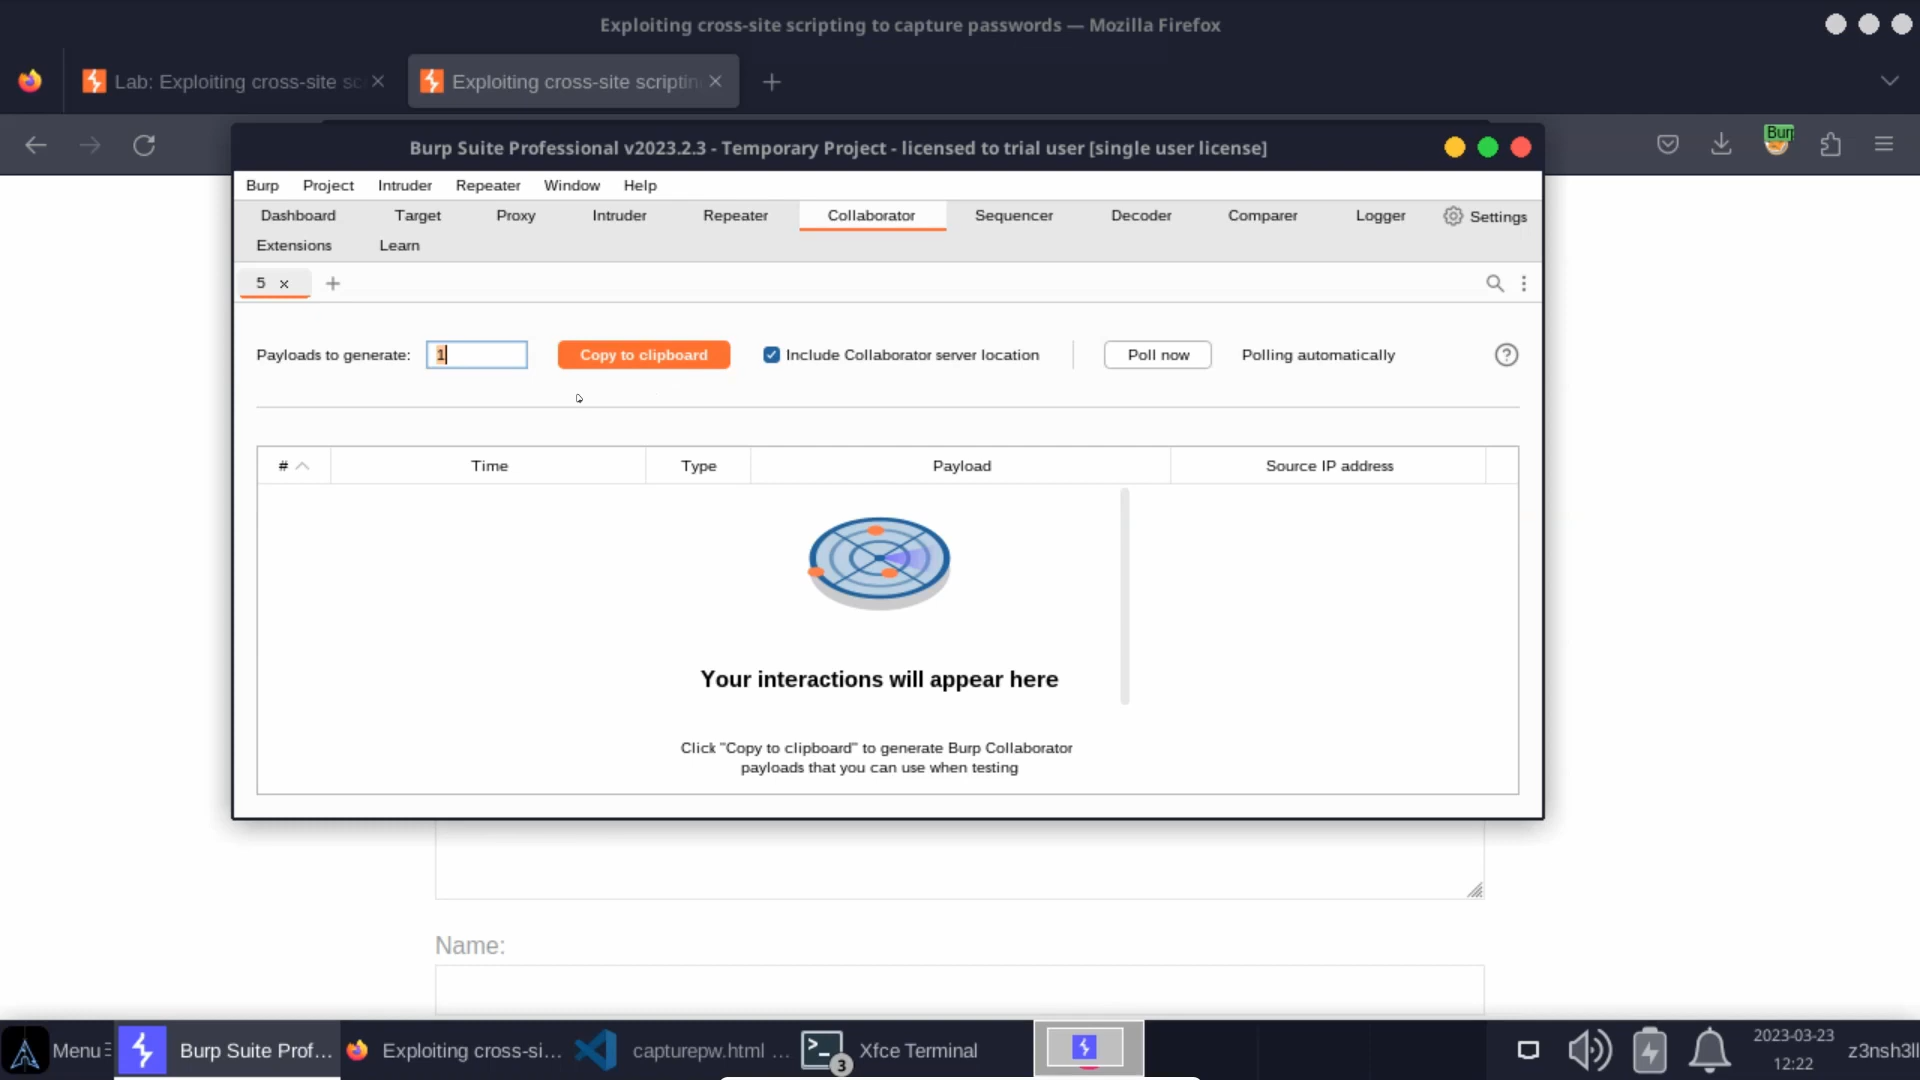 Exploiting cross-site scripting to capture passwords — Mozilla Firefox
Lab: Exploiting cross-site sc
Exploiting cross-site scriptin
Burp
Burp Suite Professional v2023.2.3 - Temporary Project - licensed to trial user [single user license]
Burp Project Intruder Repeater Window Help
Dashboard Target Proxy Intruder Repeater Collaborator Sequencer Decoder Comparer Logger Settings
Extensions Learn
5
Payloads to generate: 1 Copy to clipboard Include Collaborator server location Poll now Polling automatically
# Time Type Payload Source IP address
Your interactions will appear here
Click "Copy to clipboard" to generate Burp Collaborator
payloads that you can use when testing
Name:
Menu Burp Suite Prof... Exploiting cross-si... capturepw.html ... 3 Xfce Terminal 2023-03-23
12:22
z3nsh3ll